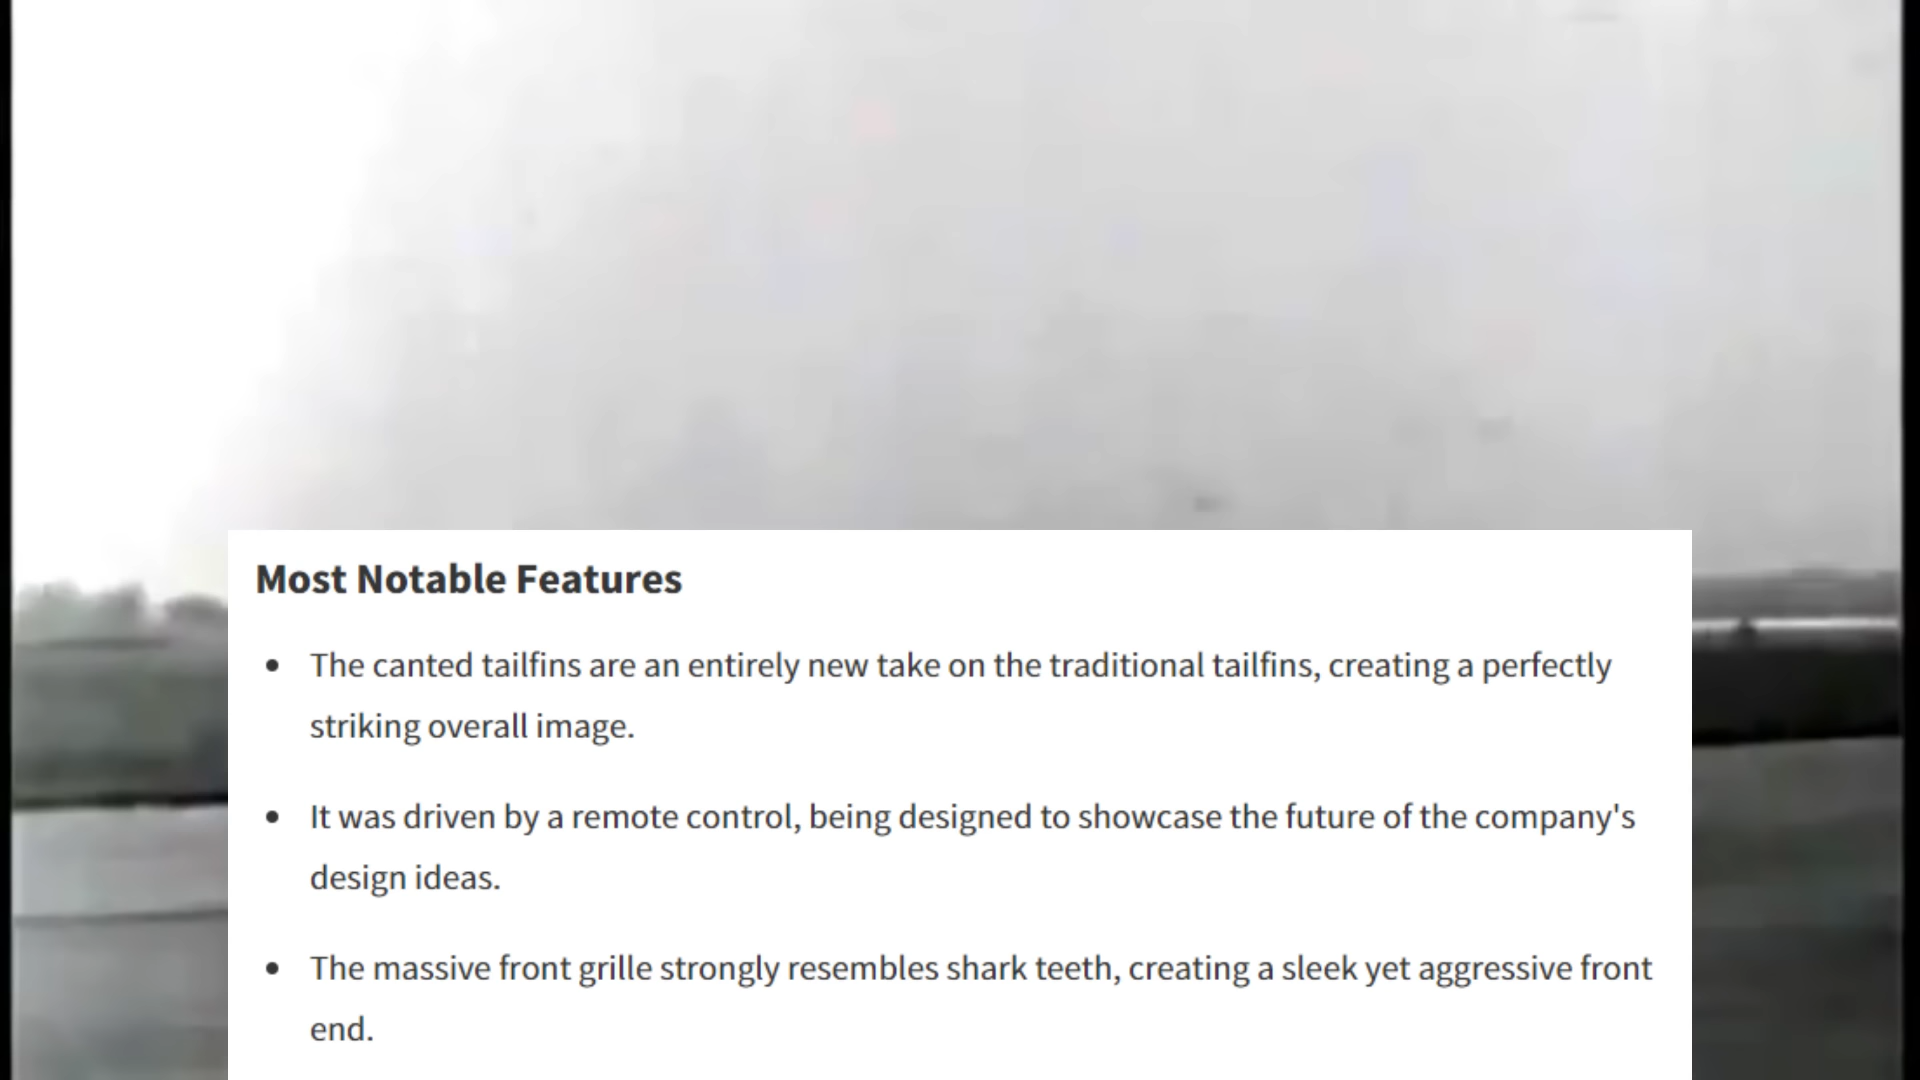 Most Notable Features
• The canted tailfins are an entirely new take on the traditional tailfins, creating a perfectly
striking overall image.
• It was driven by a remote control, being designed to showcase the future of the company's
design ideas.
• The massive front grille strongly resembles shark teeth, creating a sleek yet aggressive front
end.